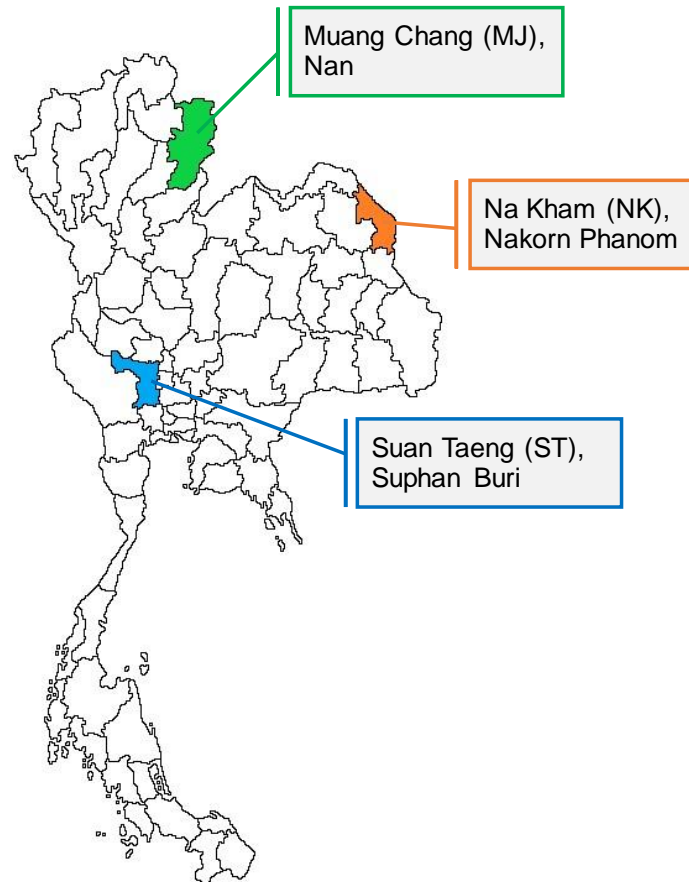 Muang Chang (MJ),
Nan
Na Kham (NK),
Nakorn Phanom
Suan Taeng (ST),
Suphan Buri